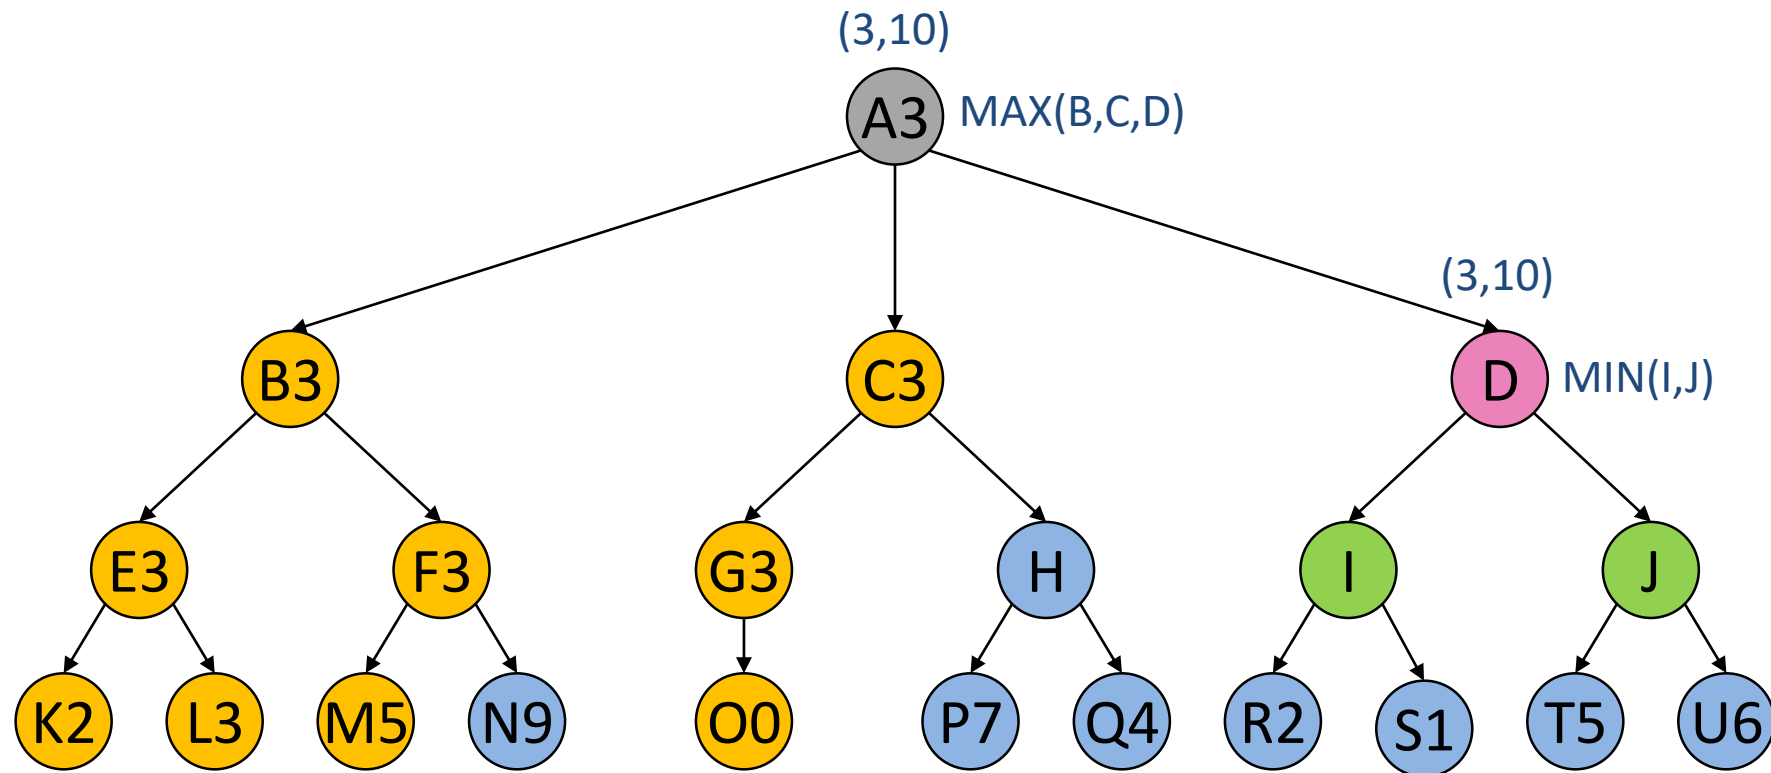 (3,10)
A3 MAX(B,C,D)
(3,10)
B3 C3 D MIN(I,J)
E3 F3 G3 H I J
K2 L3 M5 N9 O0 P7 Q4 R2 S1 T5 U6